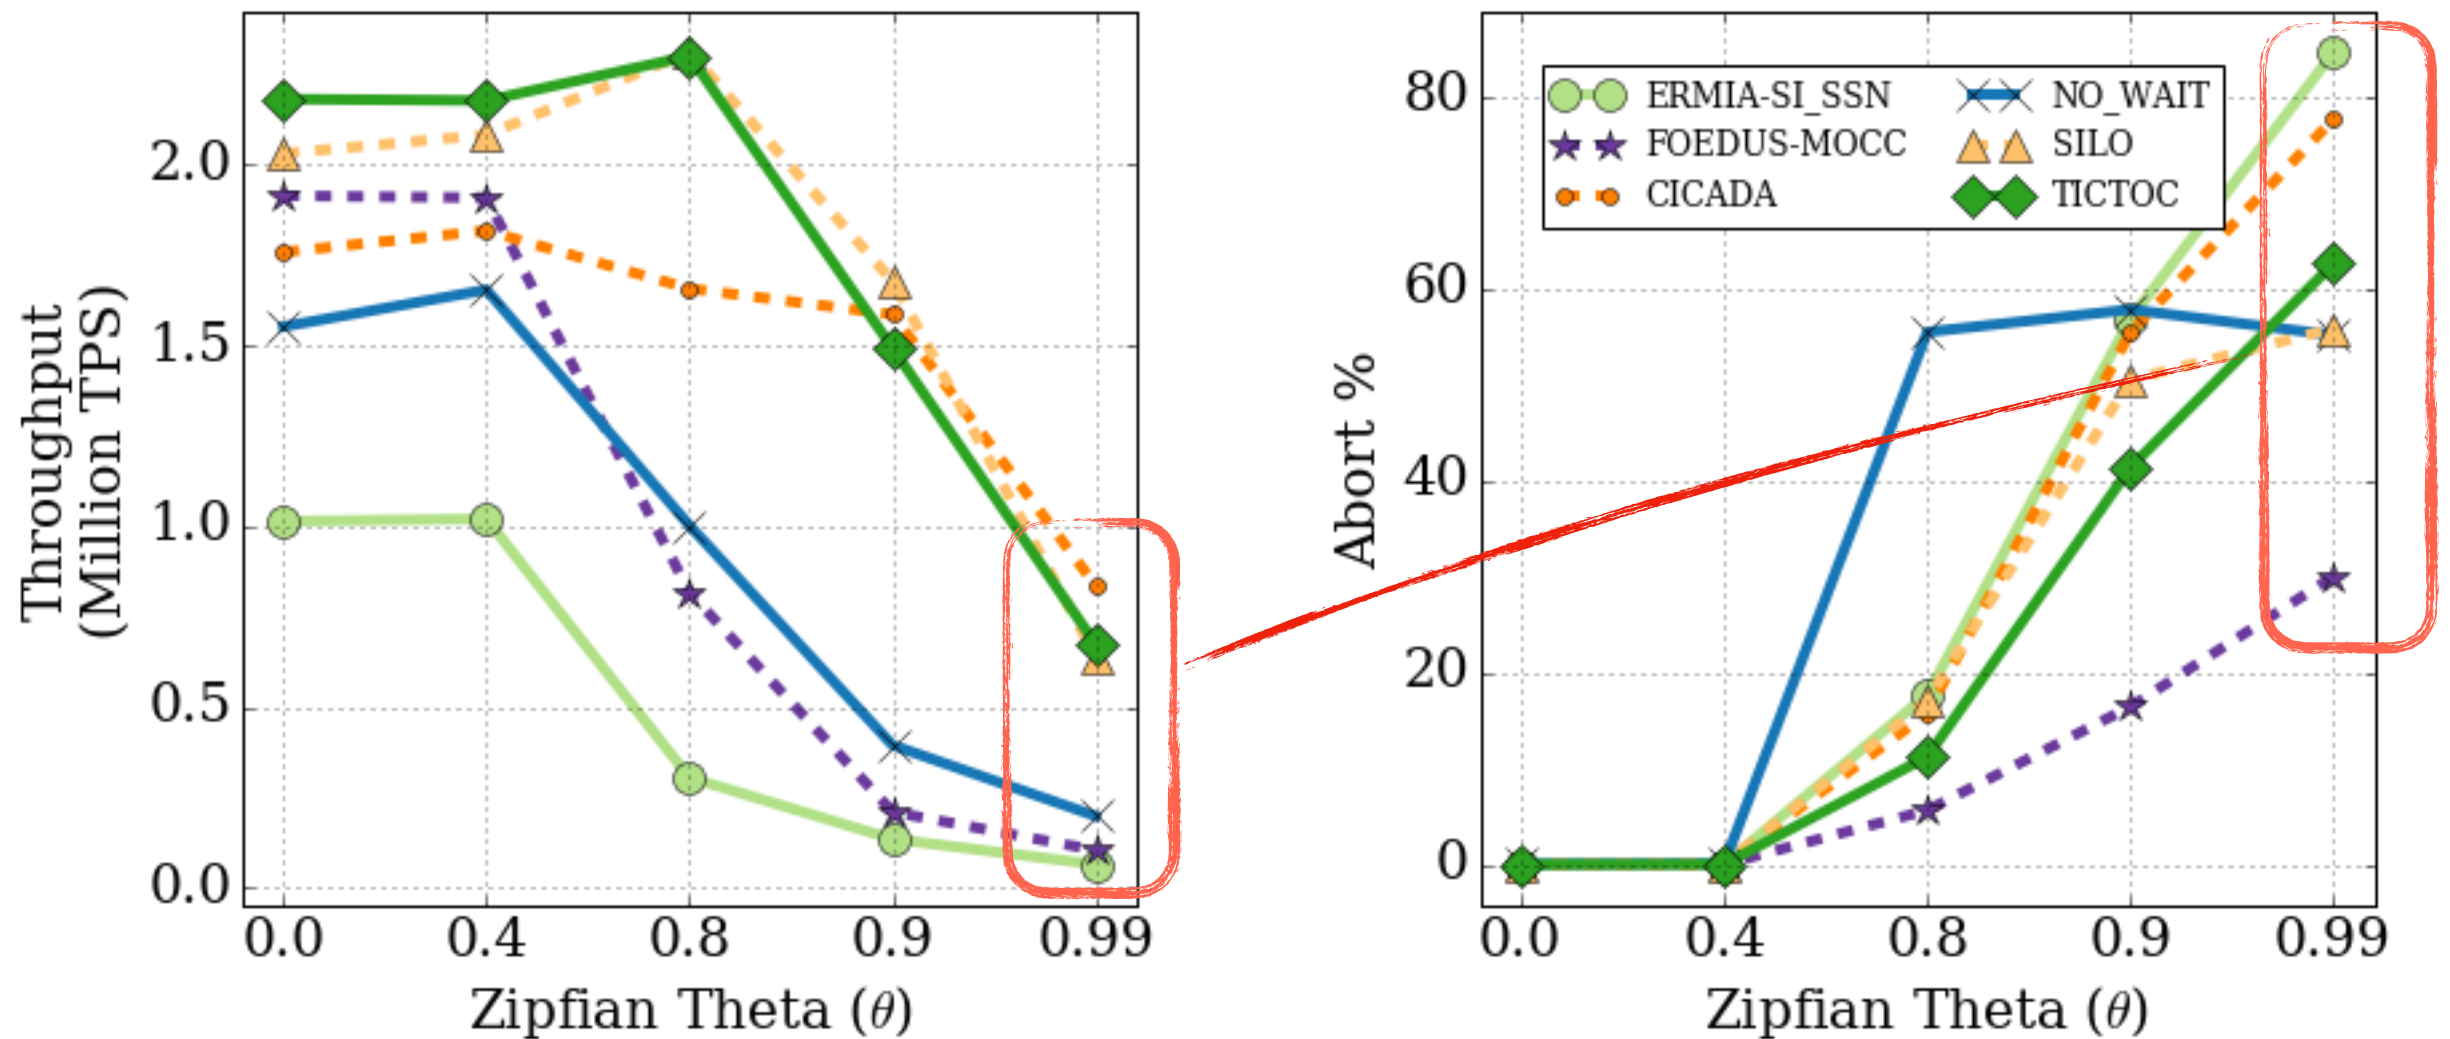 Throughput
(Million TPS)
2.0
1.5
1.0
0.5
0.0
0.0 0.4 0.8 0.9 0.99
Zipfian Theta (θ)
Abort %
80
60
40
20
0
ERMIA-SI_SSN
FOEDUS-MOCC
CICADA
NO_WAIT
SILO
TICTOC
0.0 0.4 0.8 0.9 0.99
Zipfian Theta (θ)